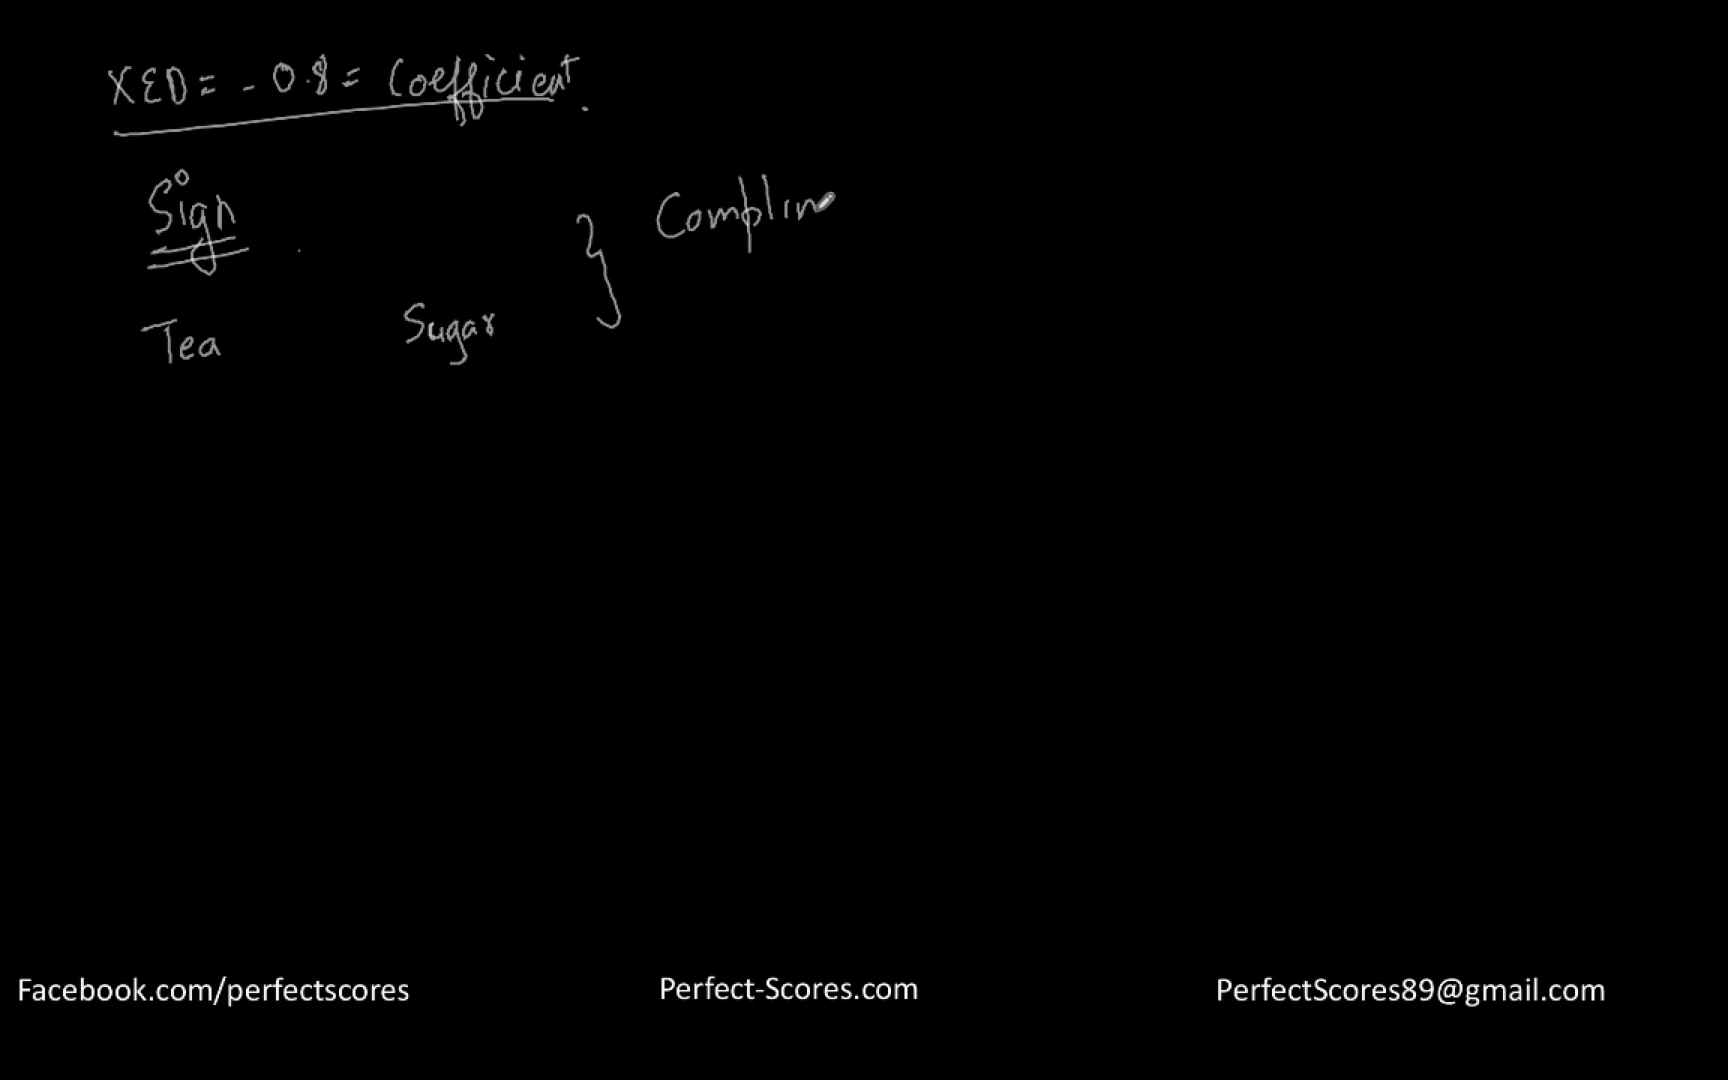 XED = - 0.8 = Coefficient.
Sign
Tea Sugar } Complim
Facebook.com/perfectscores Perfect-Scores.com PerfectScores89@gmail.com